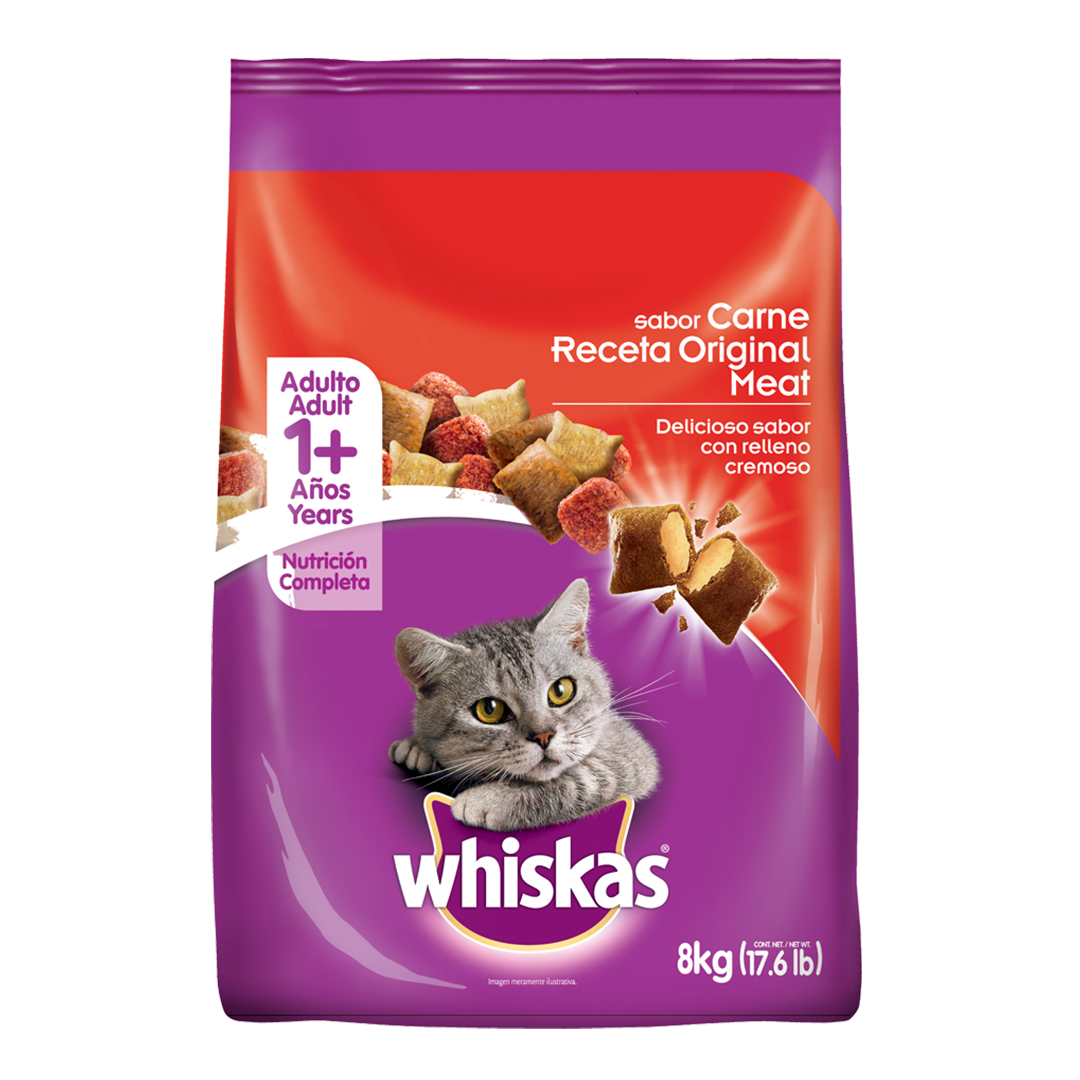 sabor Carne
Receta Original
Meat
Delicioso sabor
con relleno
cremoso
Adulto
Adult
1+
Años
Years
Nutrición
Completa
whiskas®
CONT. NET. / NET WT.
8kg (17.6 lb)
Imagen meramente ilustrativa.